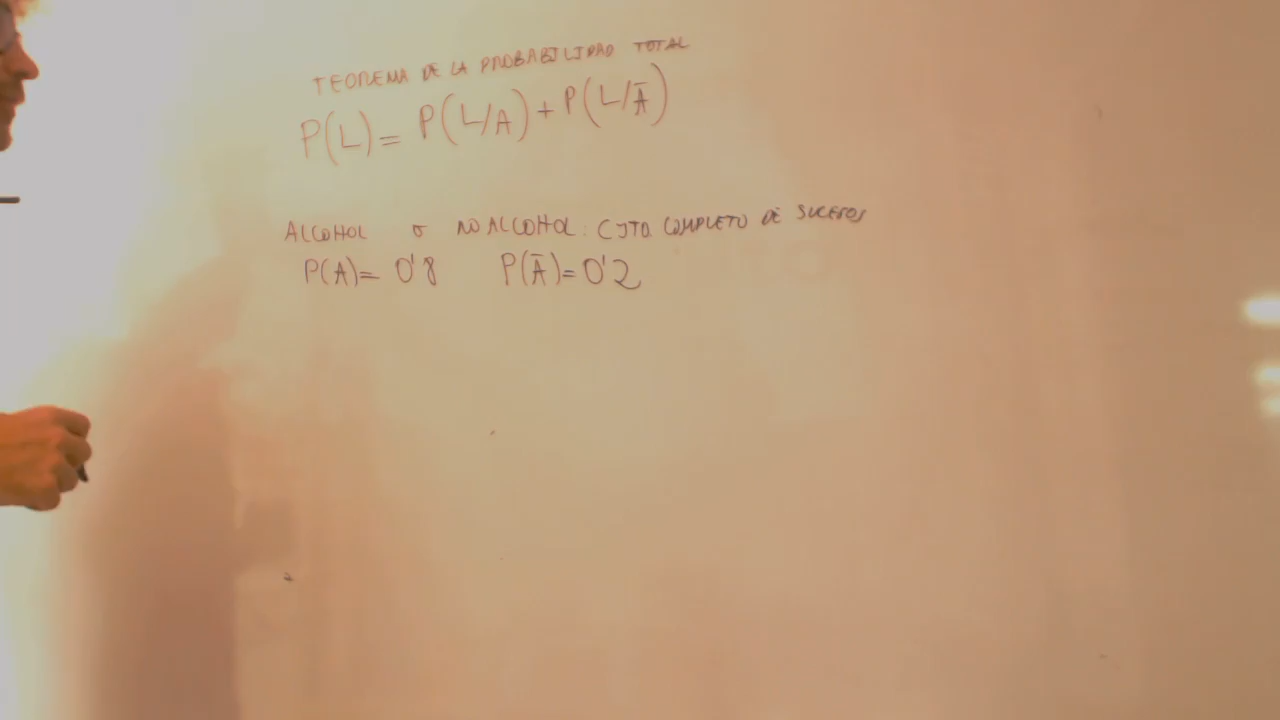 TEOREMA DE LA PROBABILIDAD TOTAL
P(L)= P(L/A)+P(L/Ā)
ALCOHOL o NO ALCOHOL: CJTO COMPLETO DE SUCESOS
P(A)= 0'8 P(Ā)=0'2